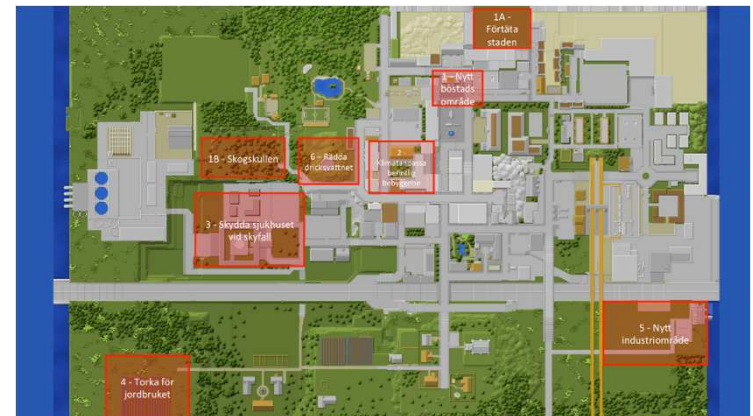 1A -
Förtäta
staden
1 - Nytt
bostads
område
1B - Skogskullen
6 - Rädda
dricksvattnet
2 -
Klimatanpassa
befintlig
bebyggelse
3 - Skydda sjukhuset
vid skyfall
5 - Nytt
industriområde
4 - Torka för
jordbruket